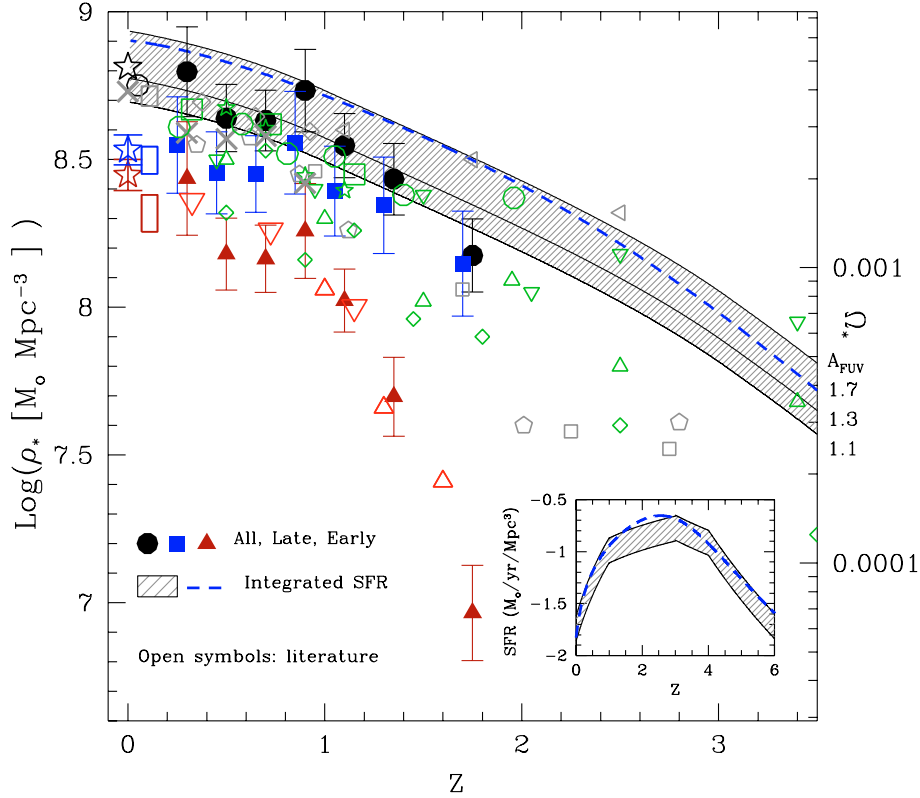 9
8.5
8
7.5
7
0
1
2
3
Z
Log(ρ* [M☉ Mpc⁻³ ] )
0.001
0.0001
Ω*
A_FUV
1.7
1.3
1.1
All, Late, Early
Integrated SFR
Open symbols: literature
-0.5
-1
-1.5
-2
0
2
4
6
Z
SFR (M☉/yr/Mpc³)